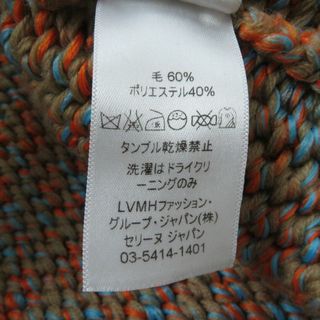 毛 60%
ポリエステル40%
タンブル乾燥禁止
洗濯はドライクリ
ーニングのみ
LVMHファッション・
グループ・ジャパン(株)
セリーヌ ジャパン
03-5414-1401